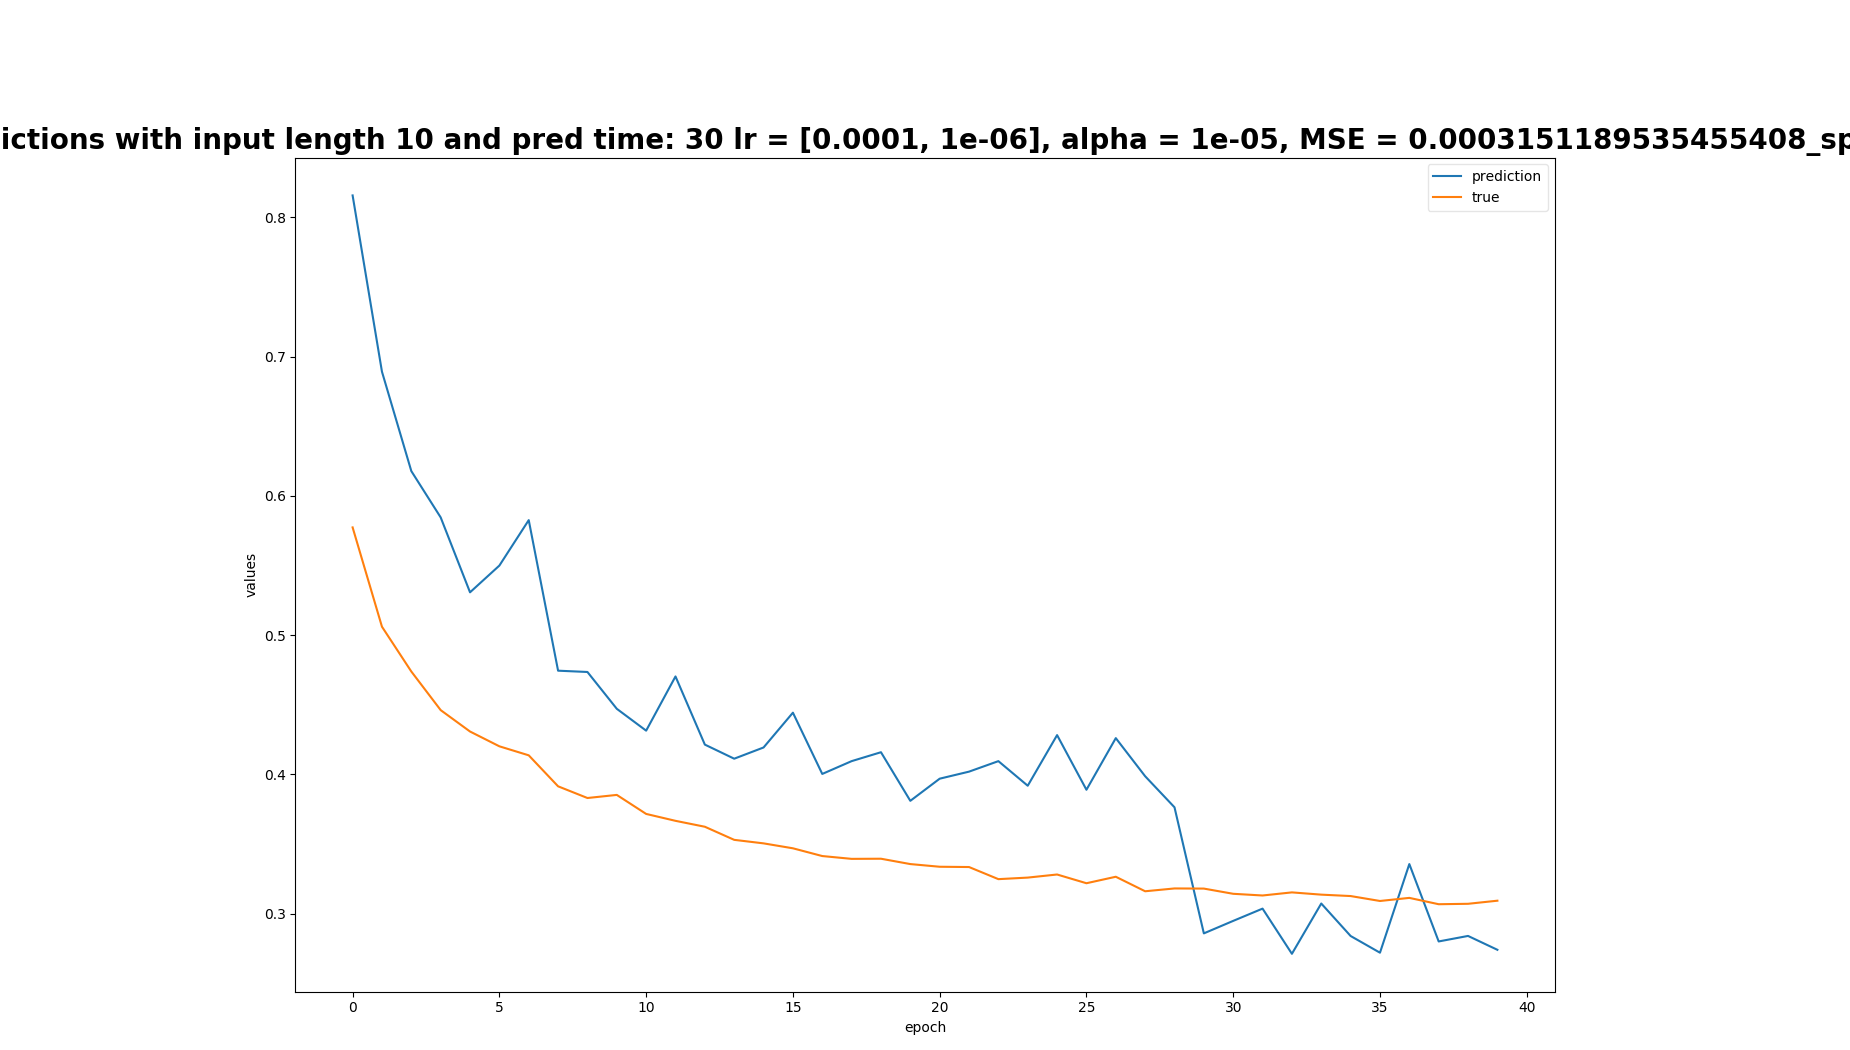 ictions with input length 10 and pred time: 30 lr = [0.0001, 1e-06], alpha = 1e-05, MSE = 0.0003151189535455408_sp
prediction
true
0.8
0.7
0.6
0.5
0.4
0.3
values
0 5 10 15 20 25 30 35 40
epoch